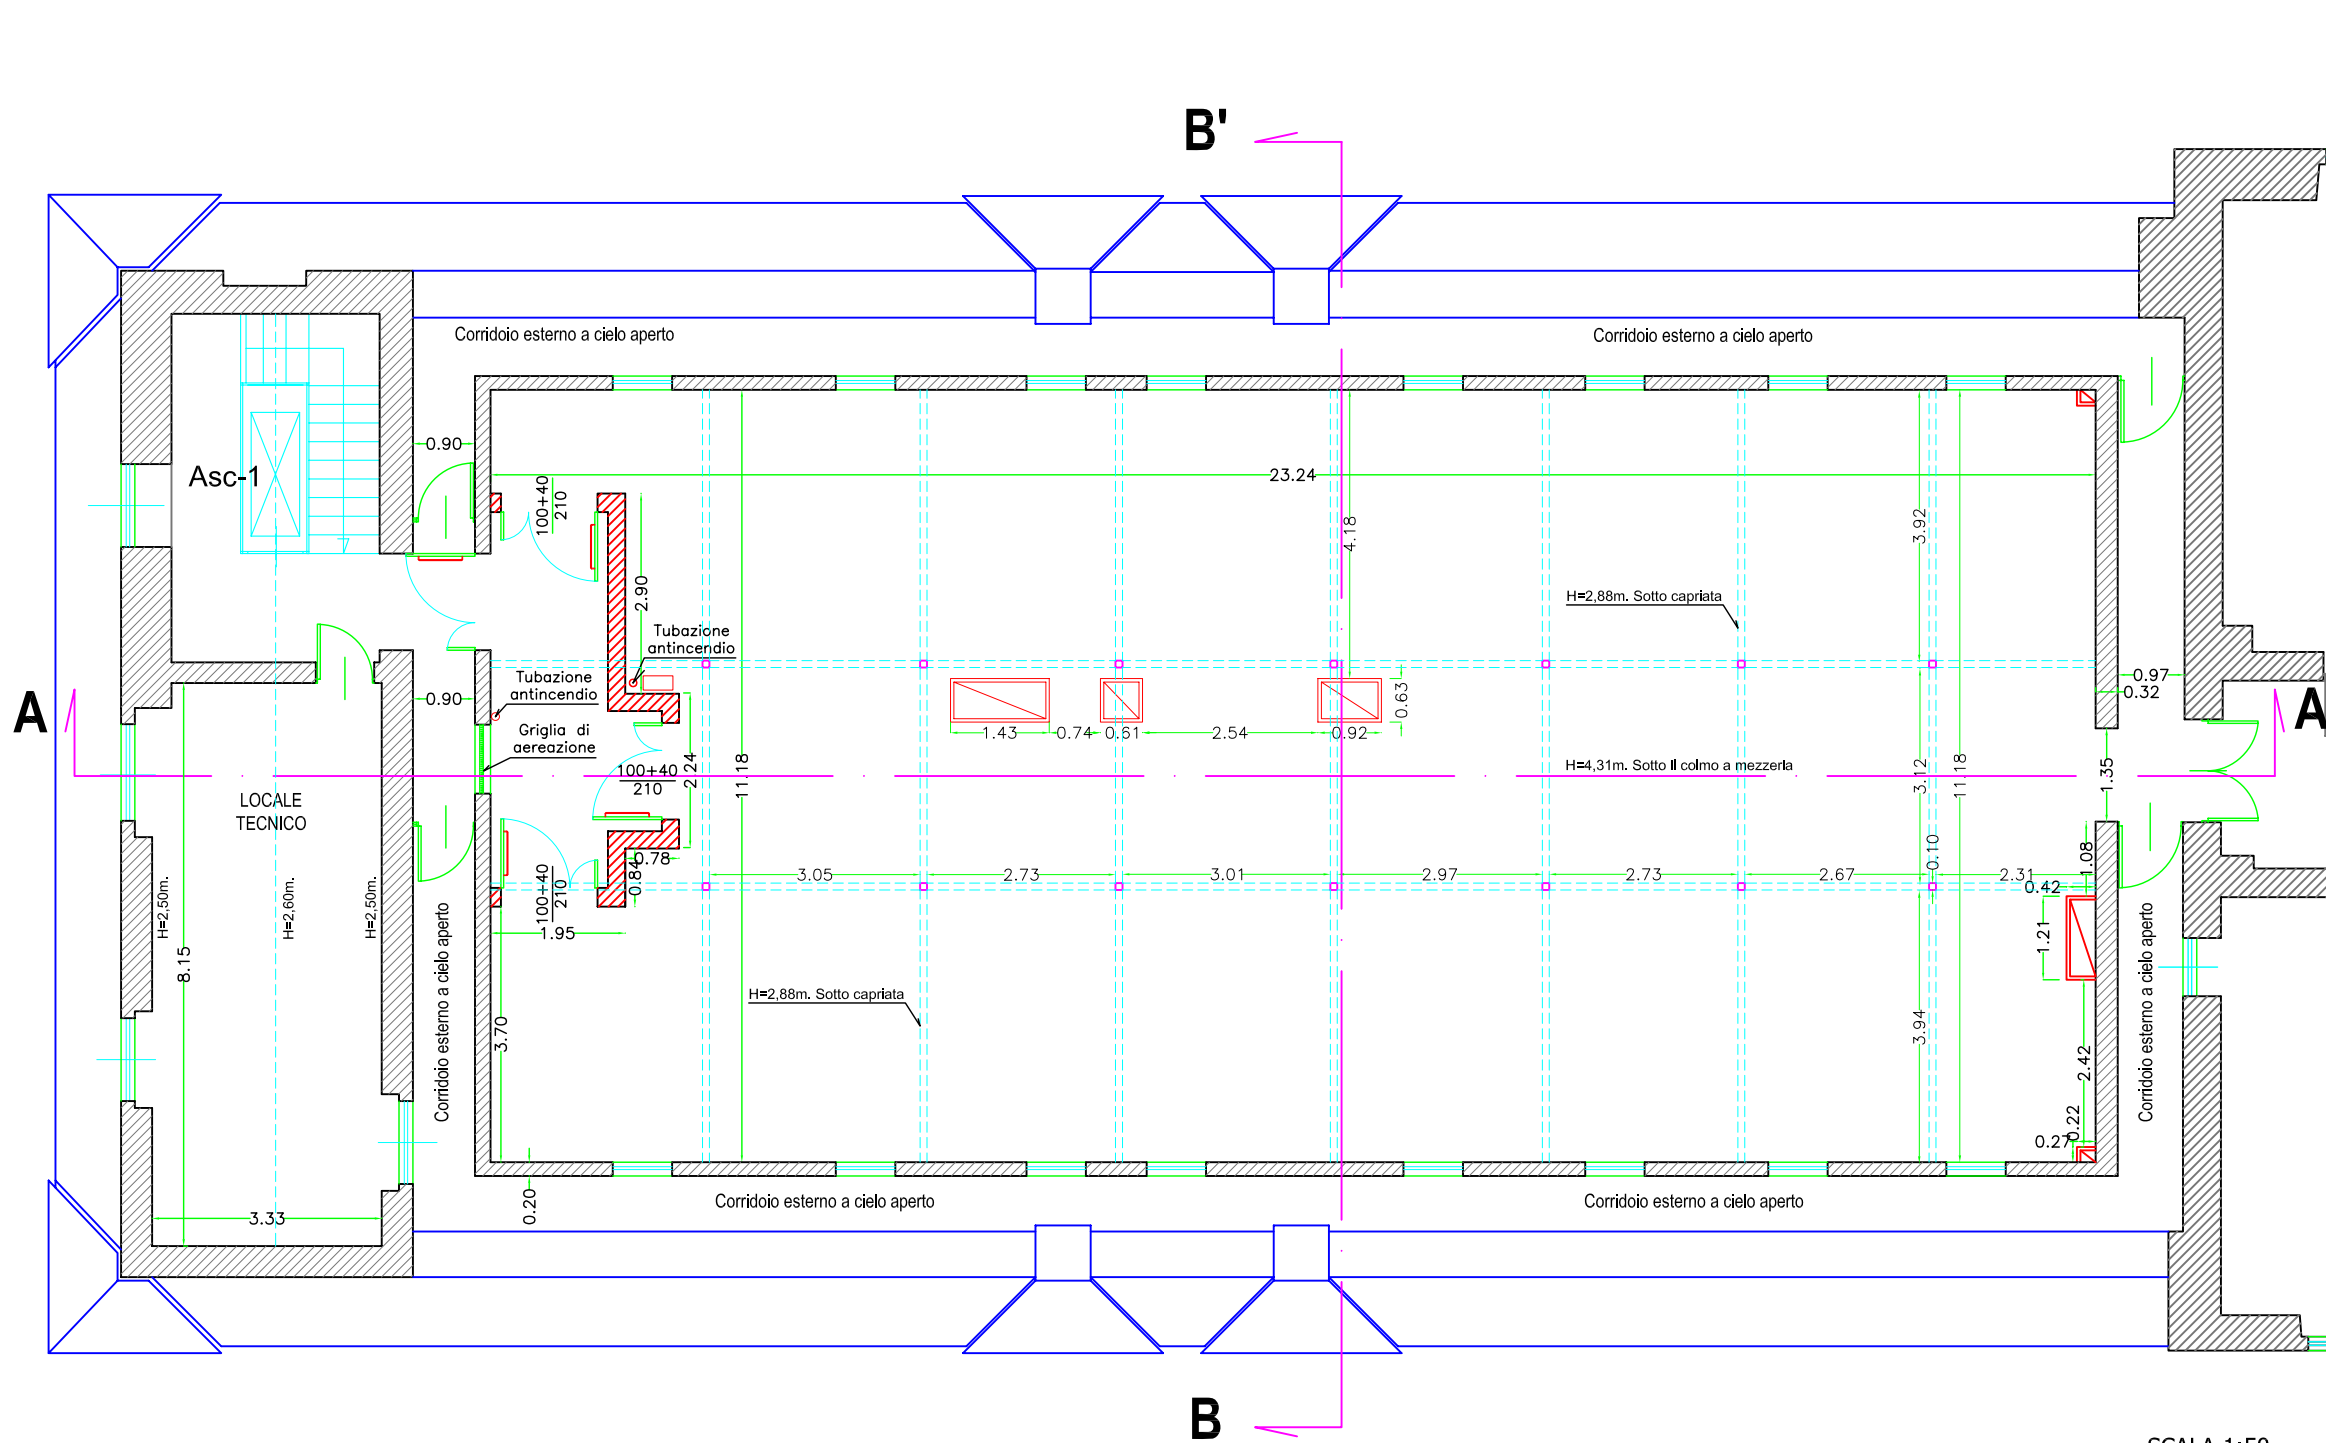 B'
Corridoio esterno a cielo aperto
Corridoio esterno a cielo aperto
0.90
Asc-1
23.24
100+40
210
4.18
3.92
2.90
H=2,88m. Sotto capriata
Tubazione
antincendio
Tubazione
antincendio
0.90
0.97
0.32
0.63
A
A
Griglia di
aereazione
1.43
0.74
0.61
2.54
0.92
100+40
210
2.24
11.18
H=4,31m. Sotto Il colmo a mezzeria
3.12
11.18
1.35
LOCALE
TECNICO
0.78
0.84
3.05
2.73
3.01
2.97
2.73
2.67
0.10
2.31
1.08
0.42
100+40
210
1.95
H=2,50m.
H=2,60m.
H=2,50m.
8.15
Corridoio esterno a cielo aperto
1.21
Corridoio esterno a cielo aperto
H=2,88m. Sotto capriata
3.70
3.94
2.42
0.22
0.27
Corridoio esterno a cielo aperto
Corridoio esterno a cielo aperto
0.20
3.33
B
SCALA 1:50